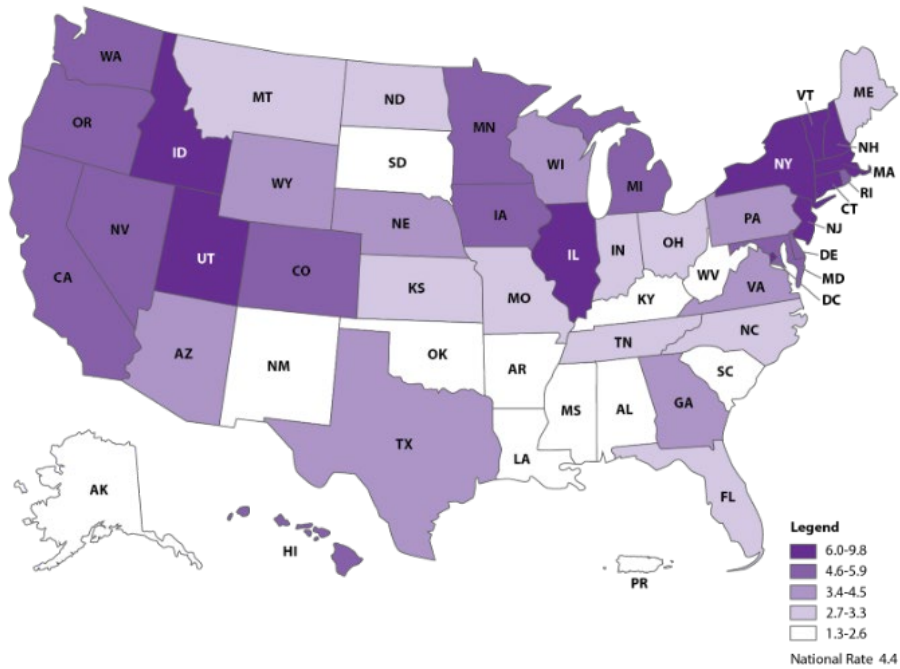 WA
MT
ND
ME
VT
OR
MN
NH
ID
SD
WI
NY
MA
WY
MI
RI
CT
IA
PA
NJ
NV
NE
UT
CO
IL
IN
OH
DE
CA
KS
MO
WV
VA
MD
KY
DC
AZ
TN
NC
OK
NM
AR
SC
MS
AL
GA
TX
LA
AK
FL
HI
PR
Legend
6.0-9.8
4.6-5.9
3.4-4.5
2.7-3.3
1.3-2.6
National Rate 4.4